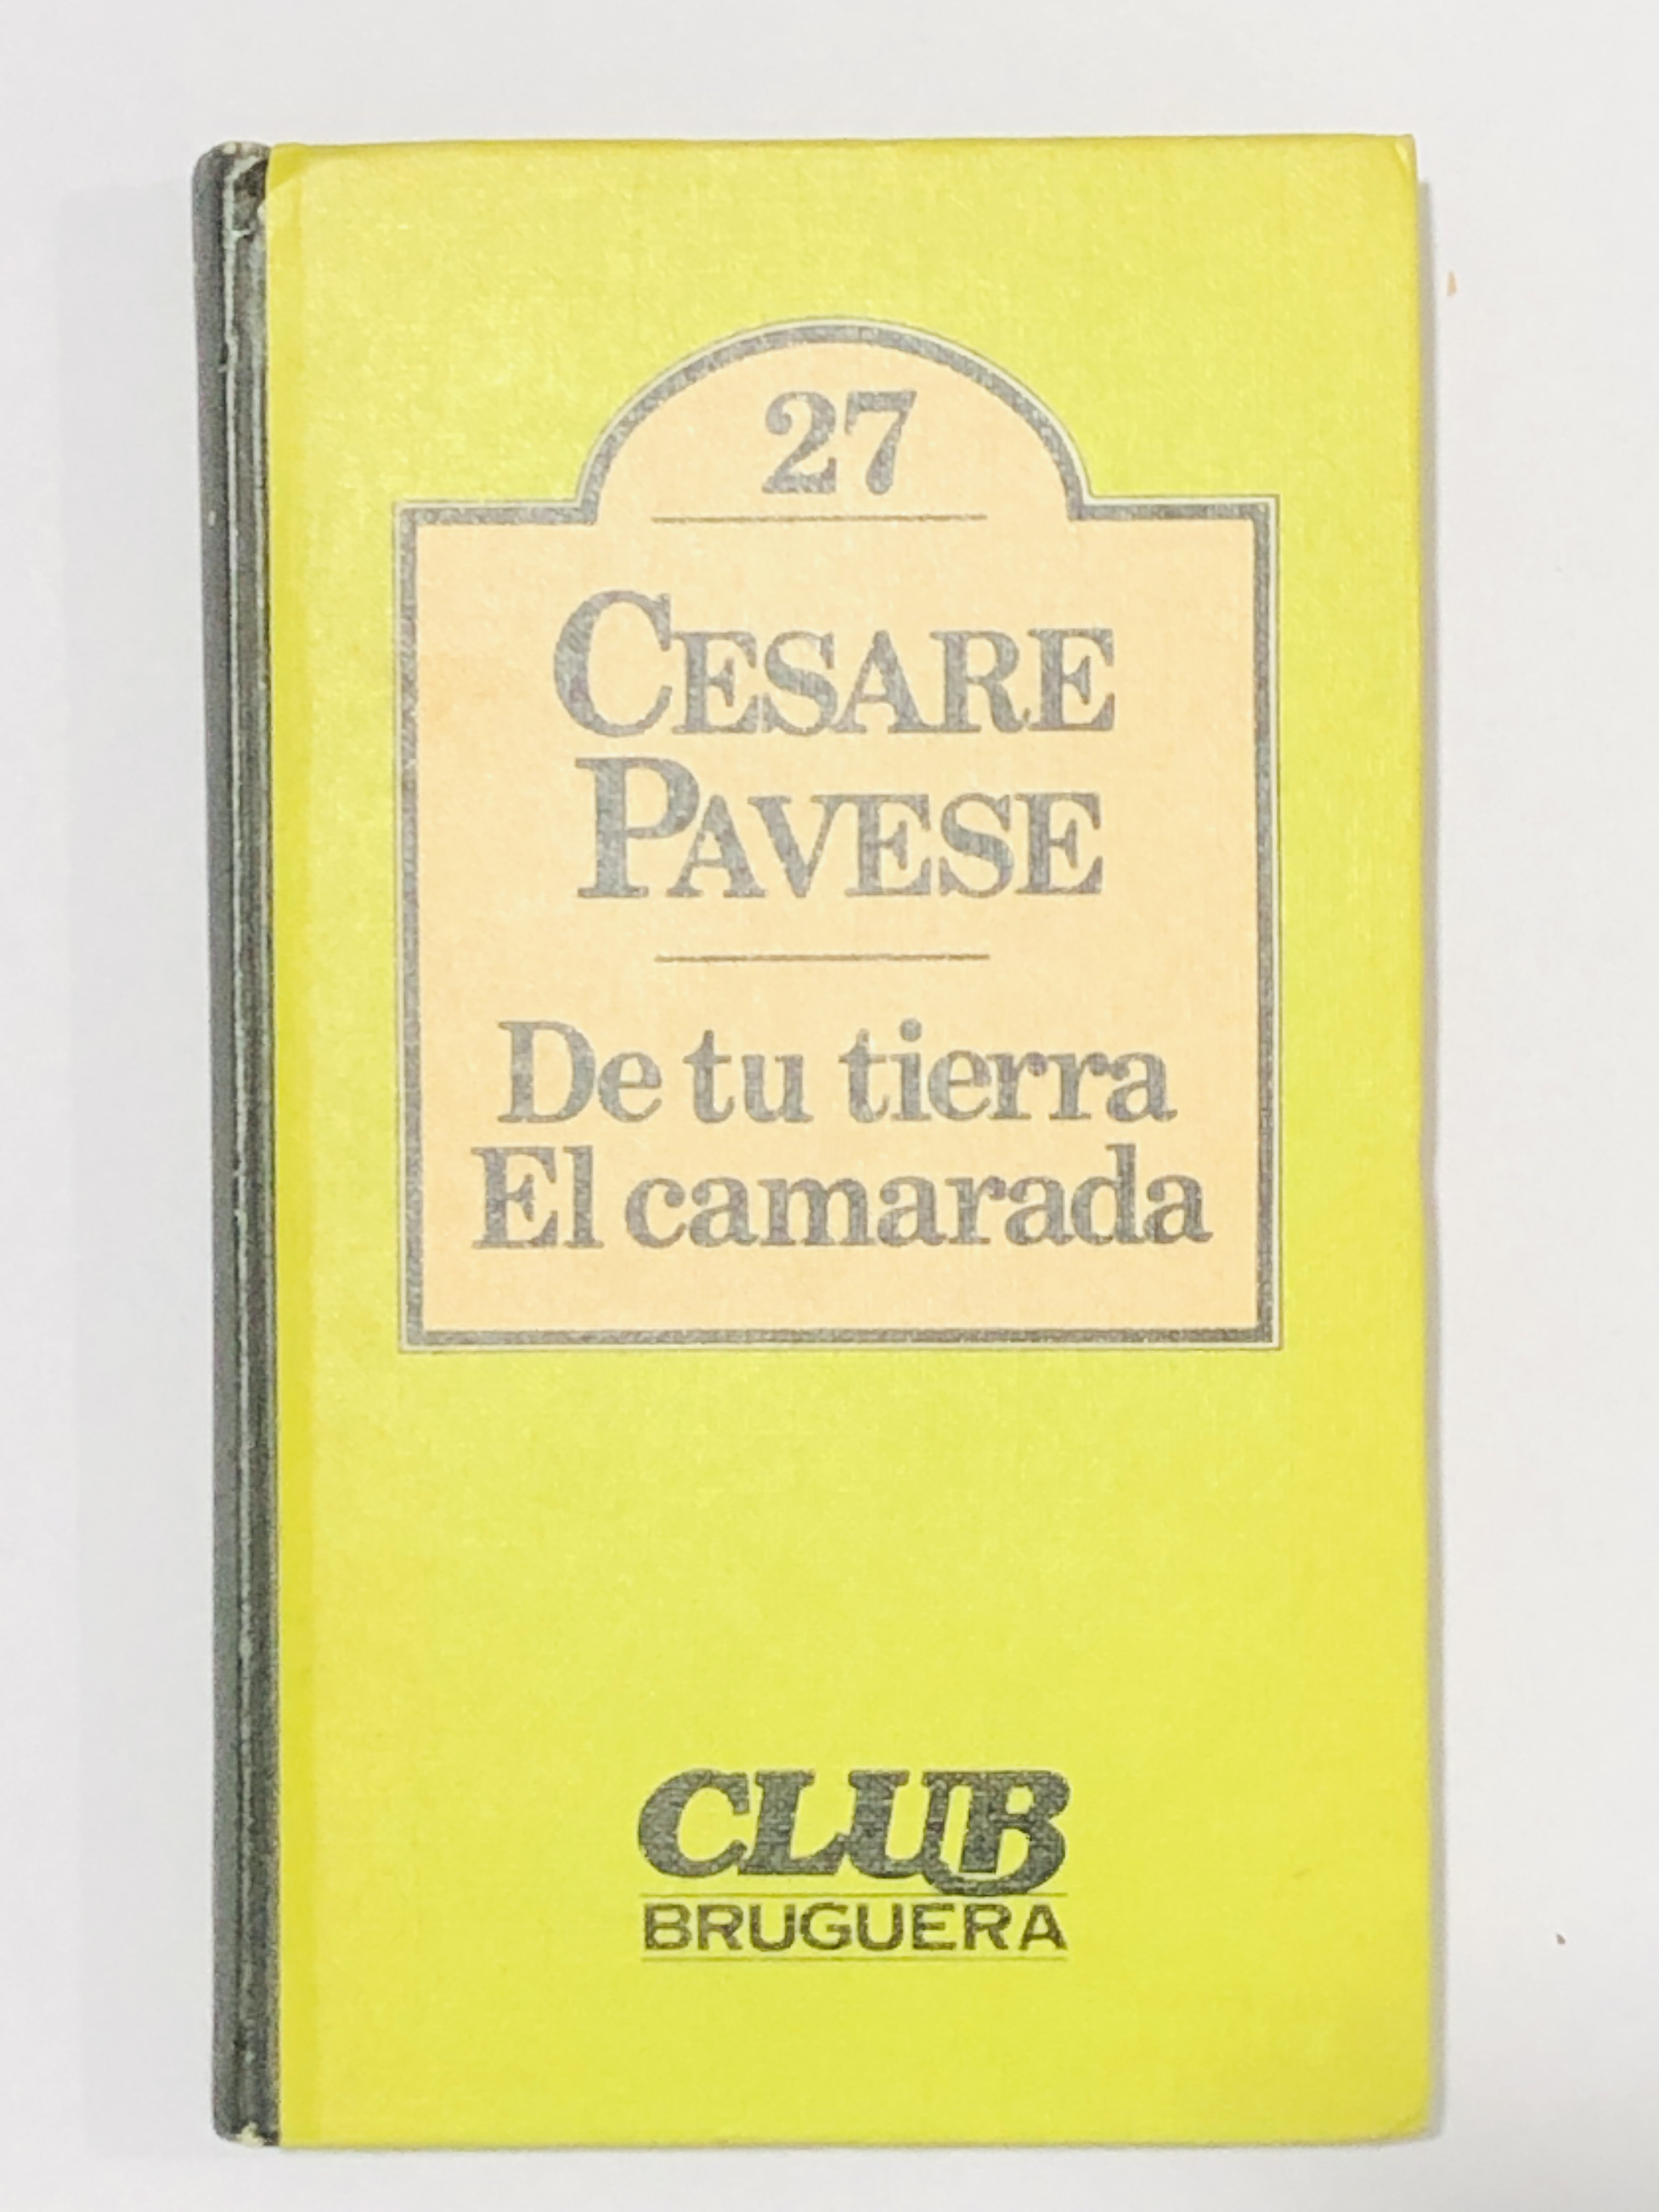 27
CESARE
PAVESE
De tu tierra
El camarada
CLUB
BRUGUERA